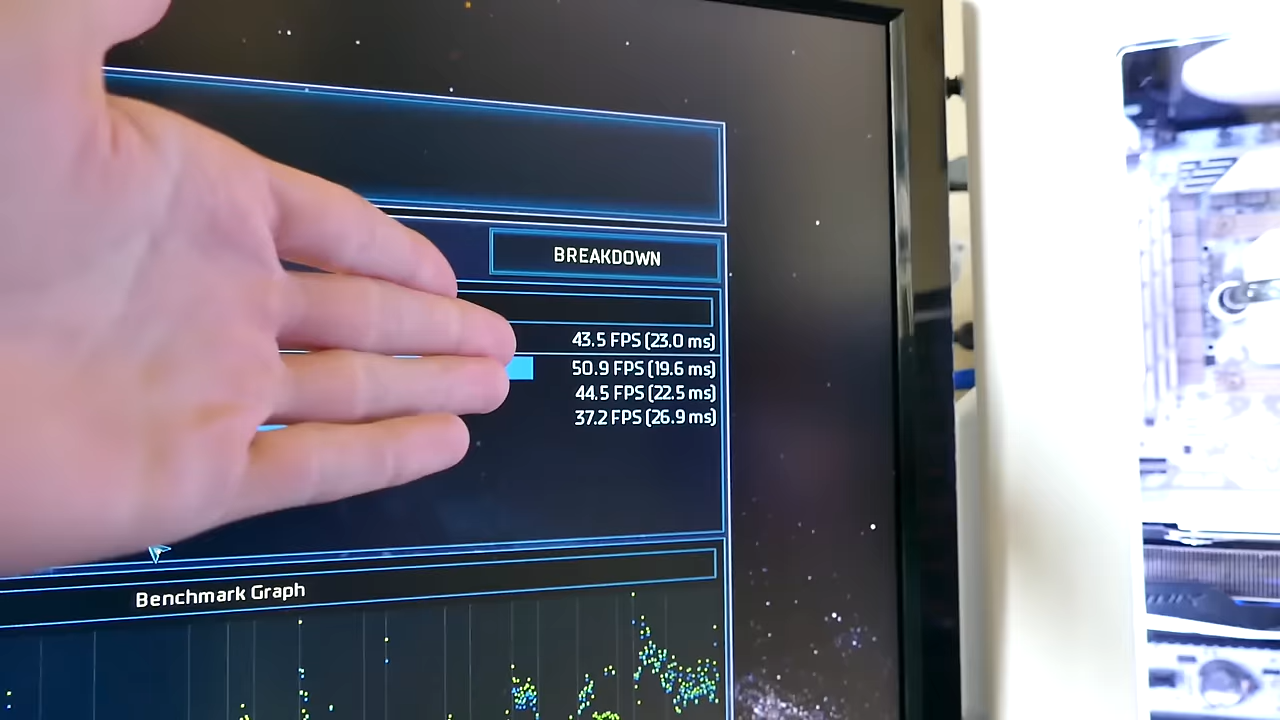 BREAKDOWN
43.5 FPS (23.0 ms)
50.9 FPS (19.6 ms)
44.5 FPS (22.5 ms)
37.2 FPS (26.9 ms)
Benchmark Graph